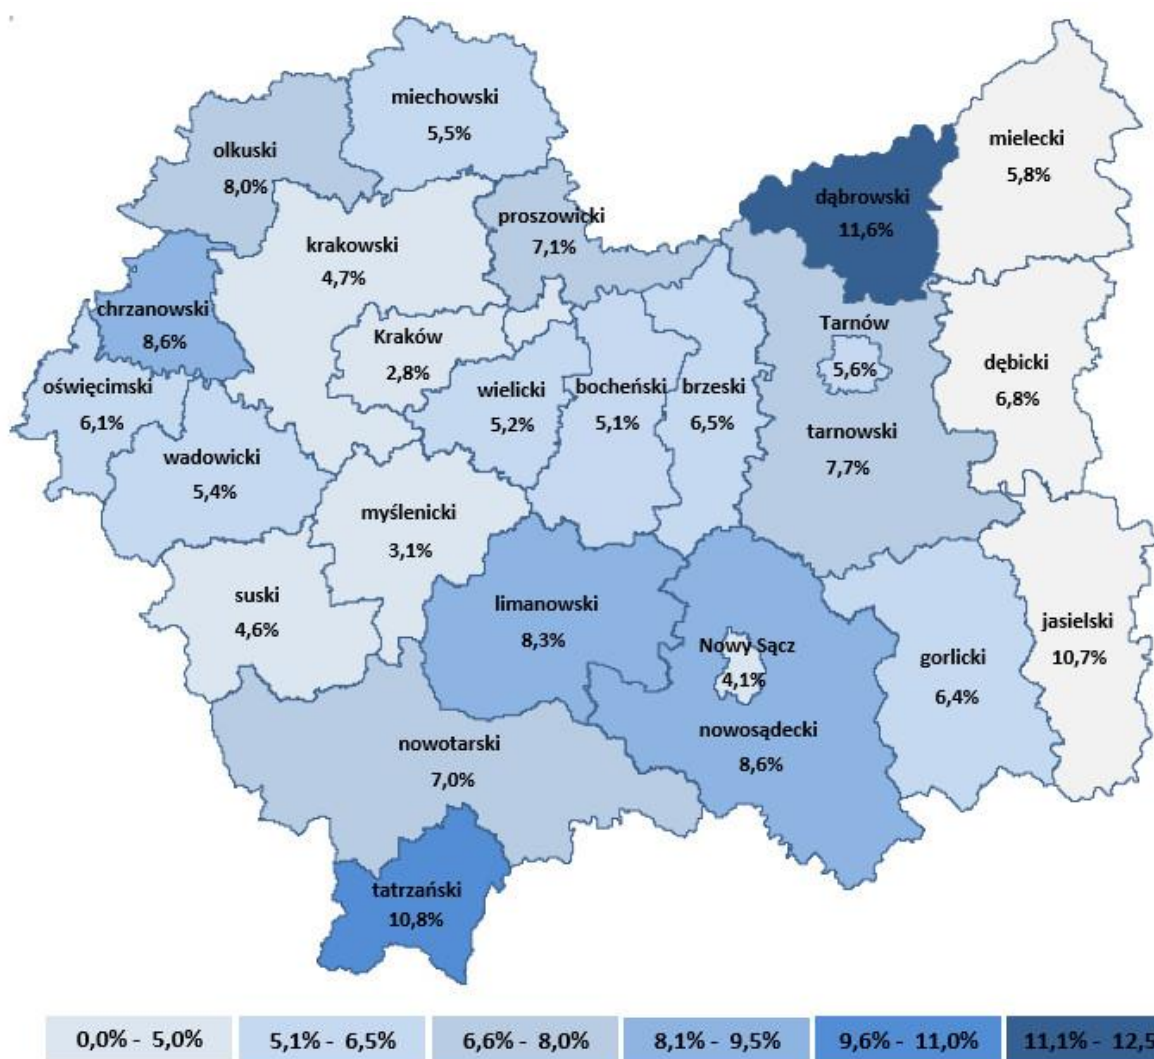 miechowski
5,5%
olkuski
8,0%
mielecki
5,8%
dąbrowski
11,6%
proszowicki
7,1%
krakowski
4,7%
chrzanowski
8,6%
Kraków
2,8%
Tarnów
5,6%
dębicki
6,8%
oświęcimski
6,1%
wielicki
5,2%
bocheński
5,1%
brzeski
6,5%
tarnowski
7,7%
wadowicki
5,4%
myślenicki
3,1%
suski
4,6%
limanowski
8,3%
Nowy Sącz
4,1%
gorlicki
6,4%
jasielski
10,7%
nowosądecki
8,6%
nowotarski
7,0%
tatrzański
10,8%
0,0% - 5,0% 5,1% - 6,5% 6,6% - 8,0% 8,1% - 9,5% 9,6% - 11,0% 11,1% - 12,5